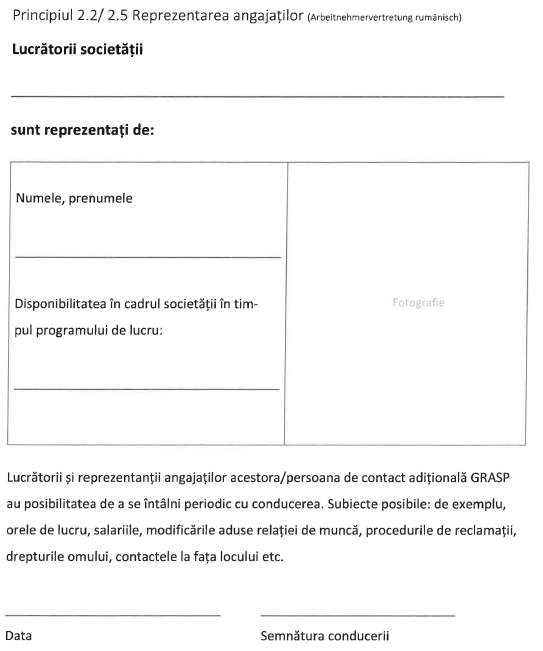 Principiul 2.2/ 2.5 Reprezentarea angajaților (Arbeitnehmervertretung rumänisch)
Lucrătorii societății
sunt reprezentați de:
Numele, prenumele
Disponibilitatea în cadrul societății în tim-
pul programului de lucru:
Fotografie
Lucrătorii și reprezentanții angajaților acestora/persoana de contact adițională GRASP
au posibilitatea de a se întâlni periodic cu conducerea. Subiecte posibile: de exemplu,
orele de lucru, salariile, modificările aduse relației de muncă, procedurile de reclamații,
drepturile omului, contactele la fața locului etc.
Data
Semnătura conducerii